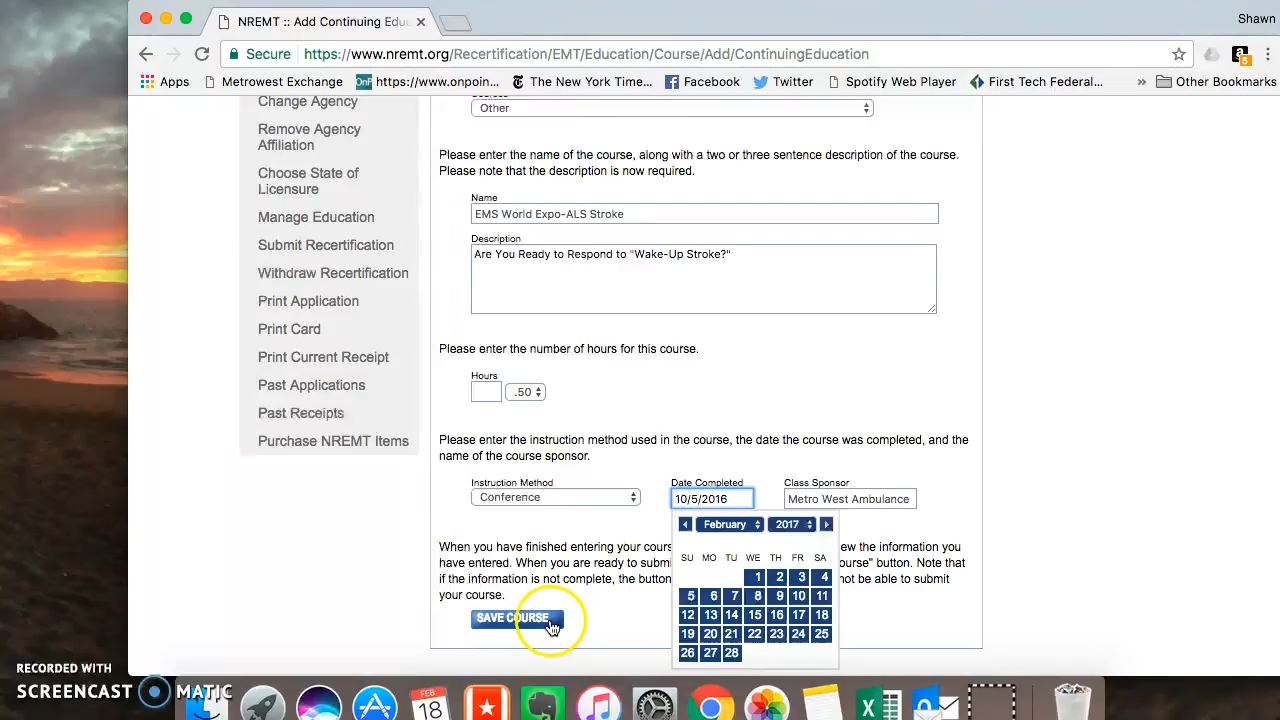 NREMT :: Add Continuing Educ
Shawn
Secure
https://www.nremt.org/Recertification/EMT/Education/Course/Add/ContinuingEducation
Apps
Metrowest Exchange
https://www.onpoin...
The New York Time...
Facebook
Twitter
Spotify Web Player
First Tech Federal...
»
Other Bookmarks
Change Agency
Remove Agency
Affiliation
Choose State of
Licensure
Manage Education
Submit Recertification
Withdraw Recertification
Print Application
Print Card
Print Current Receipt
Past Applications
Past Receipts
Purchase NREMT Items
Other
Please enter the name of the course, along with a two or three sentence description of the course.
Please note that the description is now required.
Name
EMS World Expo-ALS Stroke
Description
Are You Ready to Respond to "Wake-Up Stroke?"
Please enter the number of hours for this course.
Hours
.50
Please enter the instruction method used in the course, the date the course was completed, and the
name of the course sponsor.
Instruction Method
Date Completed
Class Sponsor
Conference
10/5/2016
Metro West Ambulance
February
2017
SU MO TU WE TH FR SA
1 2 3 4
5 6 7 8 9 10 11
12 13 14 15 16 17 18
19 20 21 22 23 24 25
26 27 28
When you have finished entering your cours ew the information you
have entered. When you are ready to submi ourse" button. Note that
if the information is not complete, the button not be able to submit
your course.
SAVE COURSE
RECORDED WITH
SCREENCAST MATIC
FEB
18